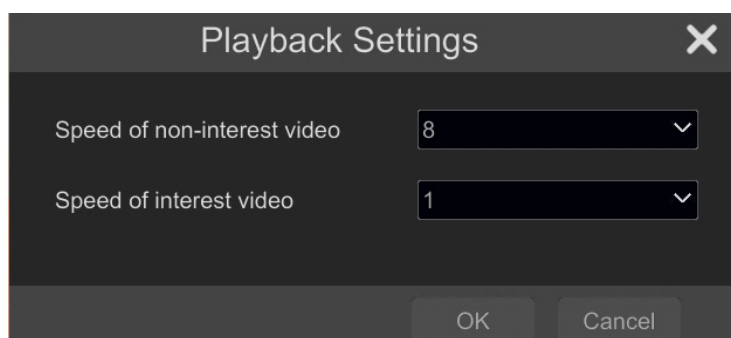 Playback Settings
Speed of non-interest video 8
Speed of interest video 1
OK Cancel